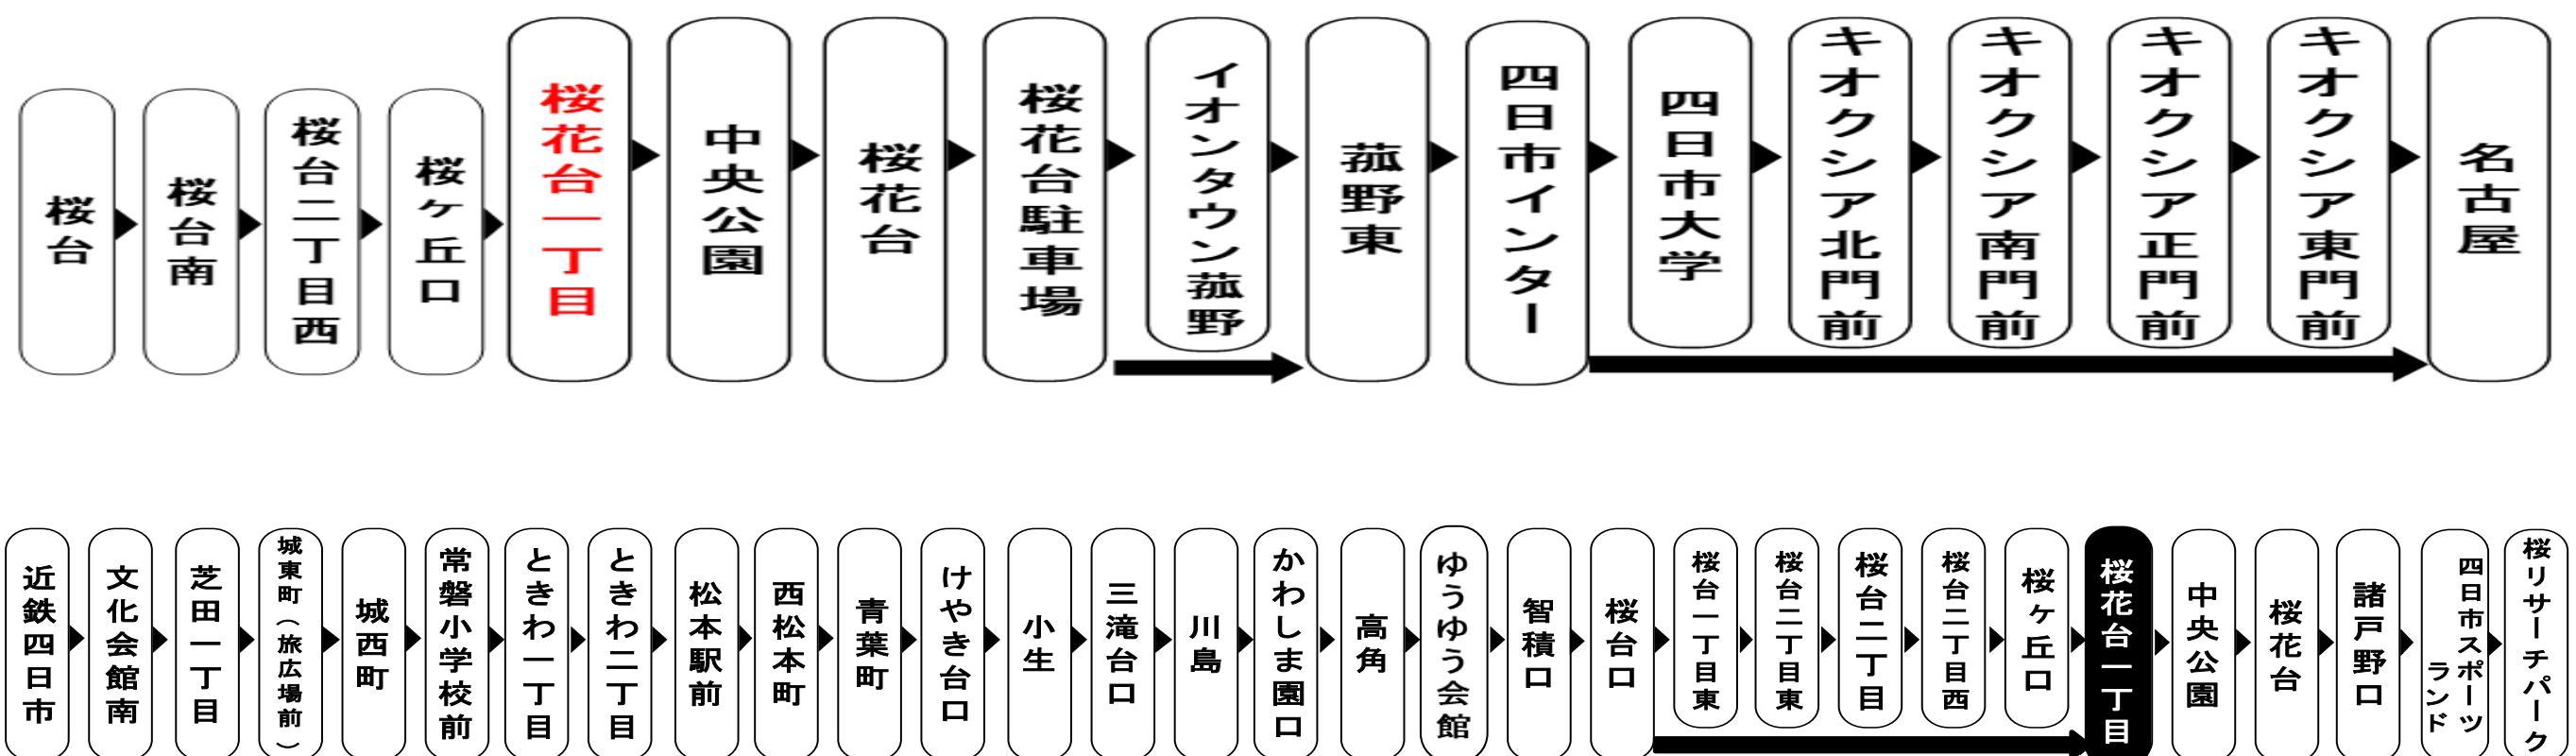 桜台
桜台南
桜台二丁目西
桜ヶ丘口
桜花台一丁目
中央公園
桜花台
桜花台駐車場
イオンタウン菰野
菰野東
四日市インター
四日市大学
キオクシア北門前
キオクシア南門前
キオクシア正門前
キオクシア東門前
名古屋
近鉄四日市
文化会館南
芝田一丁目
城東町（旅広場前）
城西町
常磐小学校前
ときわ一丁目
ときわ二丁目
松本駅前
西松本町
青葉町
けやき台口
小生
三滝台口
川島
かわしま園口
高角
ゆうゆう会館
智積口
桜台口
桜台一丁目東
桜台二丁目東
桜台二丁目
桜台二丁目西
桜ヶ丘口
桜花台一丁目
中央公園
桜花台
諸戸野口
四日市スポーツ
ランド
桜リサーチパーク